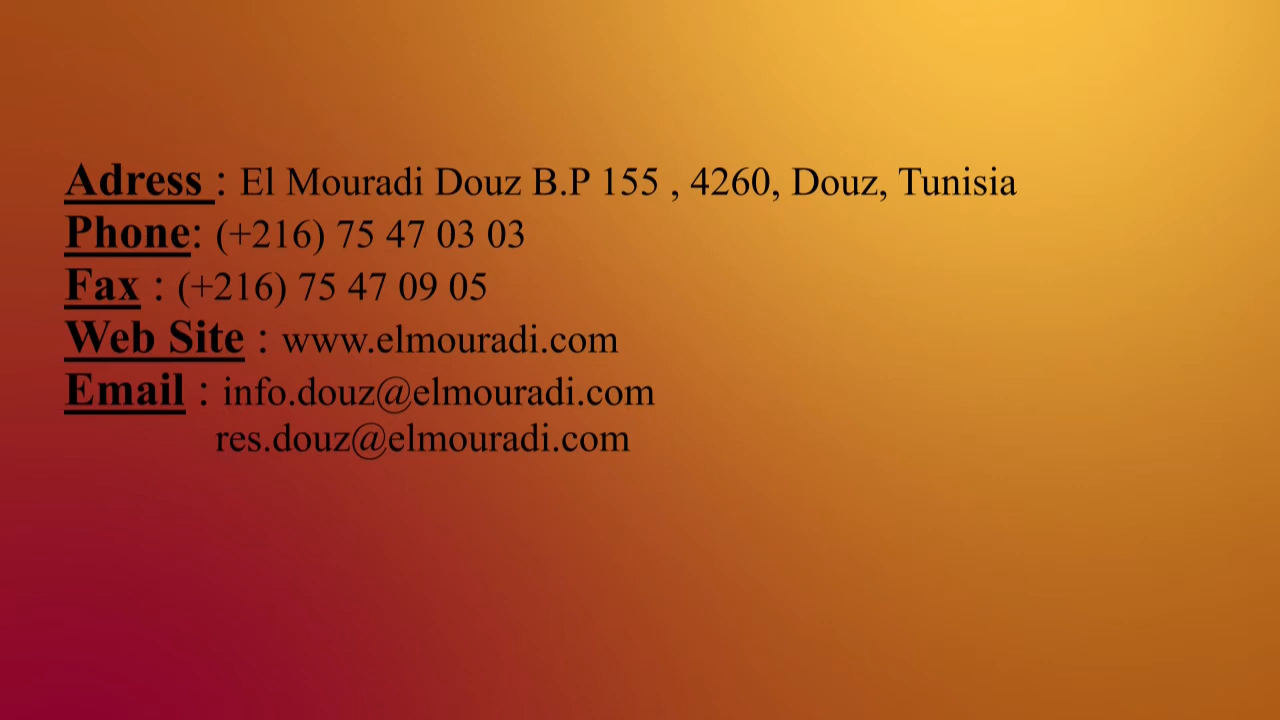 Adress : El Mouradi Douz B.P 155 , 4260, Douz, Tunisia
Phone: (+216) 75 47 03 03
Fax : (+216) 75 47 09 05
Web Site : www.elmouradi.com
Email : info.douz@elmouradi.com
res.douz@elmouradi.com